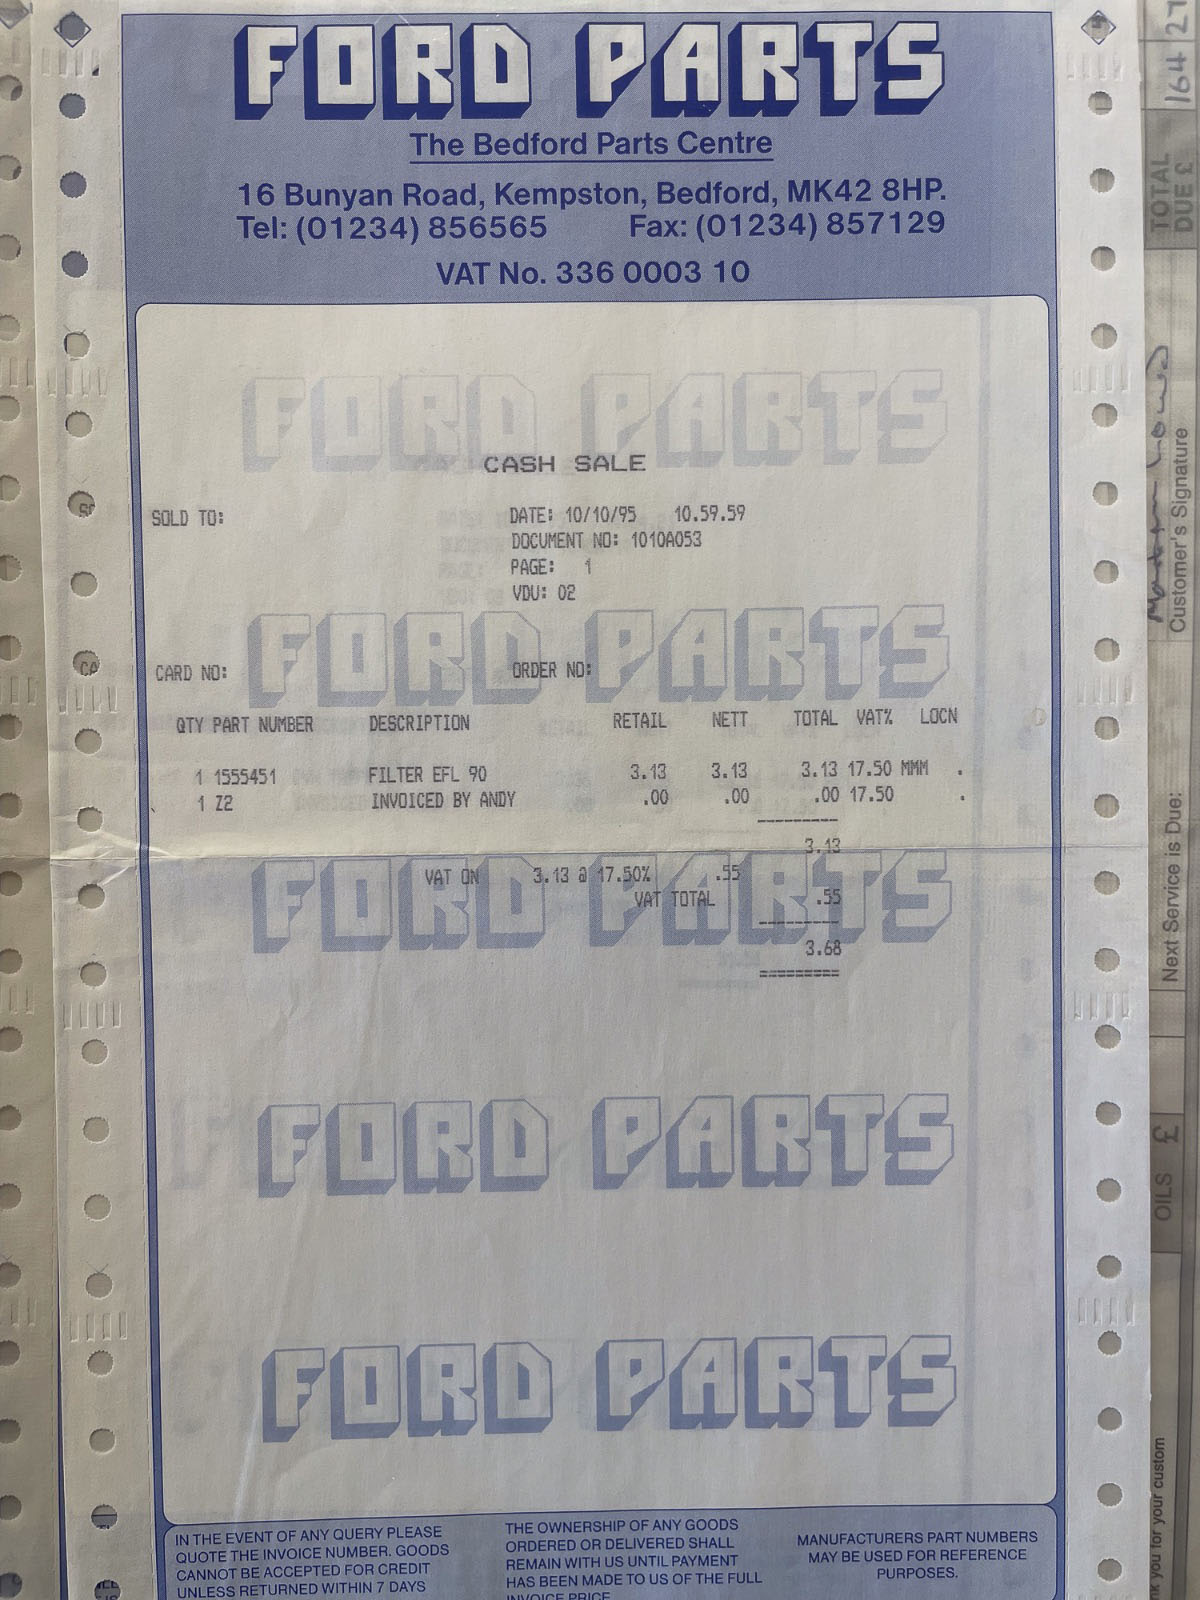 FORD PARTS
The Bedford Parts Centre
16 Bunyan Road, Kempston, Bedford, MK42 8HP.
Tel: (01234) 856565 Fax: (01234) 857129
VAT No. 336 0003 10
FORD PARTS
CASH SALE
SOLD TO: DATE: 10/10/95 10.59.59
DOCUMENT NO: 1010A053
PAGE: 1
VDU: 02
FORD PARTS
CARD NO: ORDER NO:
QTY PART NUMBER DESCRIPTION RETAIL NETT TOTAL VAT% LOCN
1 1555451 FILTER EFL 90 3.13 3.13 3.13 17.50 MMM .
1 Z2 INVOICED BY ANDY .00 .00 .00 17.50 .
3.13
FORD PARTS
VAT ON 3.13 @ 17.50% .55
VAT TOTAL .55
3.68
FORD PARTS
FORD PARTS
IN THE EVENT OF ANY QUERY PLEASE
QUOTE THE INVOICE NUMBER. GOODS
CANNOT BE ACCEPTED FOR CREDIT
UNLESS RETURNED WITHIN 7 DAYS
THE OWNERSHIP OF ANY GOODS
ORDERED OR DELIVERED SHALL
REMAIN WITH US UNTIL PAYMENT
HAS BEEN MADE TO US OF THE FULL
INVOICE PRICE
MANUFACTURERS PART NUMBERS
MAY BE USED FOR REFERENCE
PURPOSES.
TOTAL
DUE £
164 27
Customer's Signature
Next Service is Due:
OILS £
you for your custom